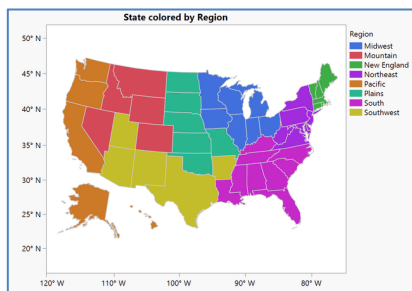 State colored by Region
50° N
45° N
40° N
35° N
30° N
25° N
20° N
120° W
110° W
100° W
90° W
80° W
Region
Midwest
Mountain
New England
Northeast
Pacific
Plains
South
Southwest